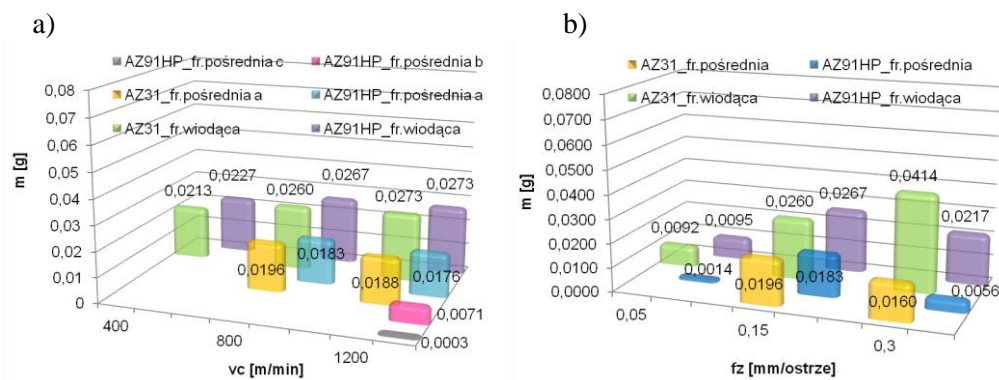 a)
AZ91HP_fr.pośrednia c AZ91HP_fr.pośrednia b
AZ31_fr.pośrednia a AZ91HP_fr.pośrednia a
AZ31_fr.wiodąca AZ91HP_fr.wiodąca
m [g]
0,08
0,07
0,06
0,05
0,04
0,03
0,02
0,01
0
0,0213 0,0227 0,0260 0,0267 0,0273 0,0273
0,0196 0,0183 0,0188 0,0176
0,0071
0,0003
400 800 1200
vc [m/min]
b)
AZ31_fr.pośrednia AZ91HP_fr.pośrednia
AZ31_fr.wiodąca AZ91HP_fr.wiodąca
m [g]
0,0800
0,0700
0,0600
0,0500
0,0400
0,0300
0,0200
0,0100
0,0000
0,0092 0,0095 0,0260 0,0267 0,0414 0,0217
0,0014 0,0196 0,0183 0,0160 0,0056
0,05 0,15 0,3
fz [mm/ostrze]